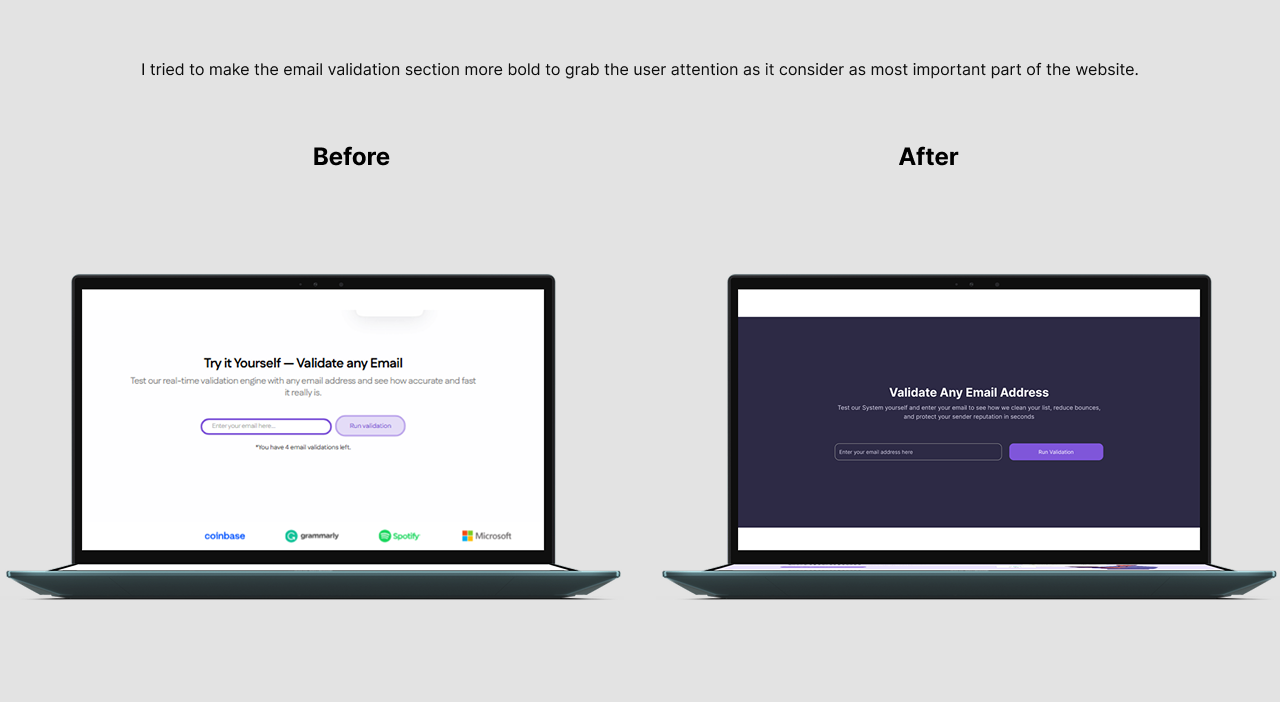 I tried to make the email validation section more bold to grab the user attention as it consider as most important part of the website.
Before
After
Try it Yourself — Validate any Email
Test our real-time validation engine with any email address and see how accurate and fast
it really is.
Enter your email here...
Run validation
*You have 4 email validations left.
coinbase
grammarly
Spotify
Microsoft
Validate Any Email Address
Test our System yourself and enter your email to see how we clean your list, reduce bounces,
and protect your sender reputation in seconds
Enter your email address here
Run Validation